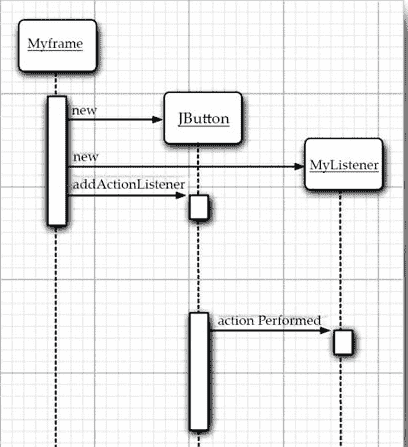 Myframe
new
JButton
new
MyListener
addActionListener
action Performed